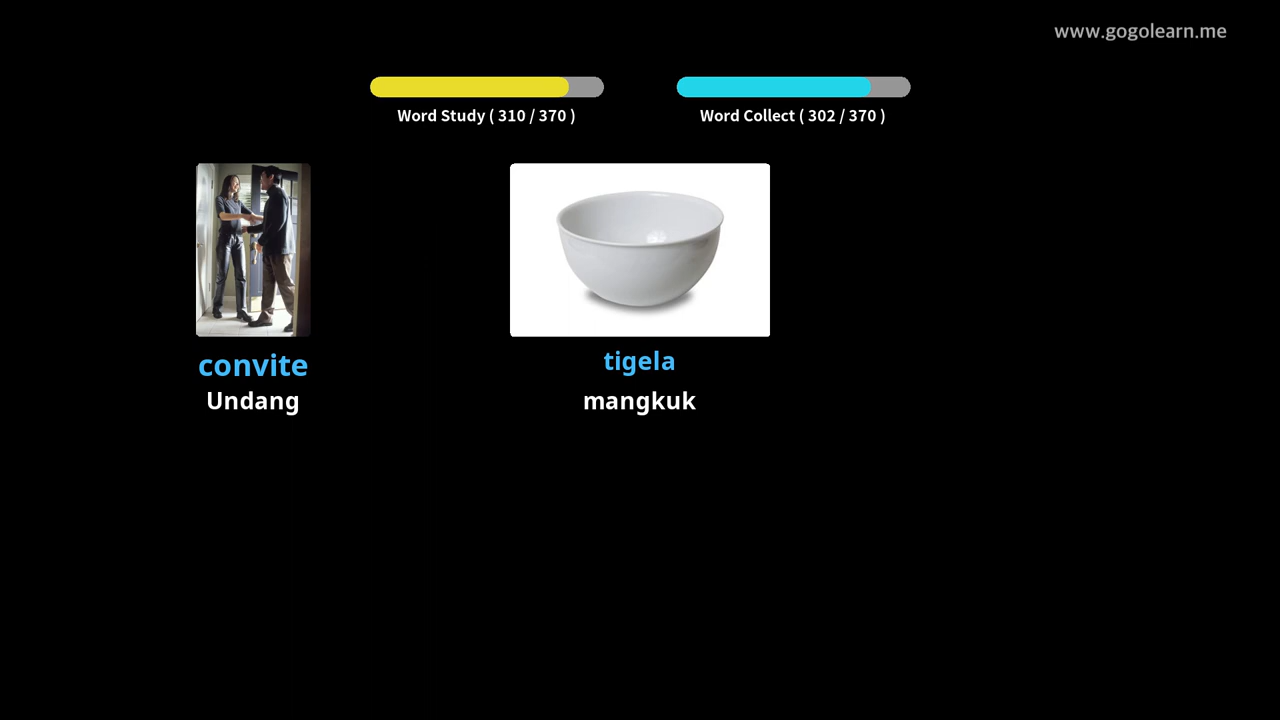 www.gogolearn.me
Word Study ( 310 / 370 )
Word Collect ( 302 / 370 )
convite
Undang
tigela
mangkuk